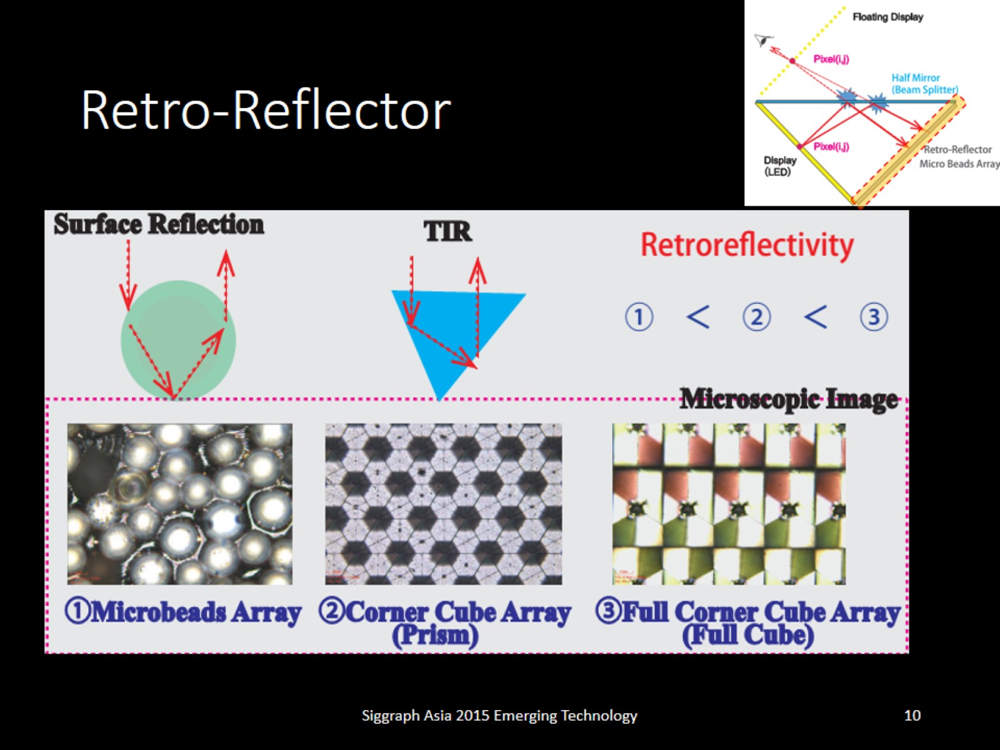 Retro-Reflector
Floating Display
Pixel(i,j)
Half Mirror
(Beam Splitter)
Pixel(i,j)
Display
(LED)
Retro-Reflector
Micro Beads Array
Surface Reflection
TIR
Retroreflectivity
① < ② < ③
Microscopic Image
①Microbeads Array
②Corner Cube Array
(Prism)
③Full Corner Cube Array
(Full Cube)
Siggraph Asia 2015 Emerging Technology
10